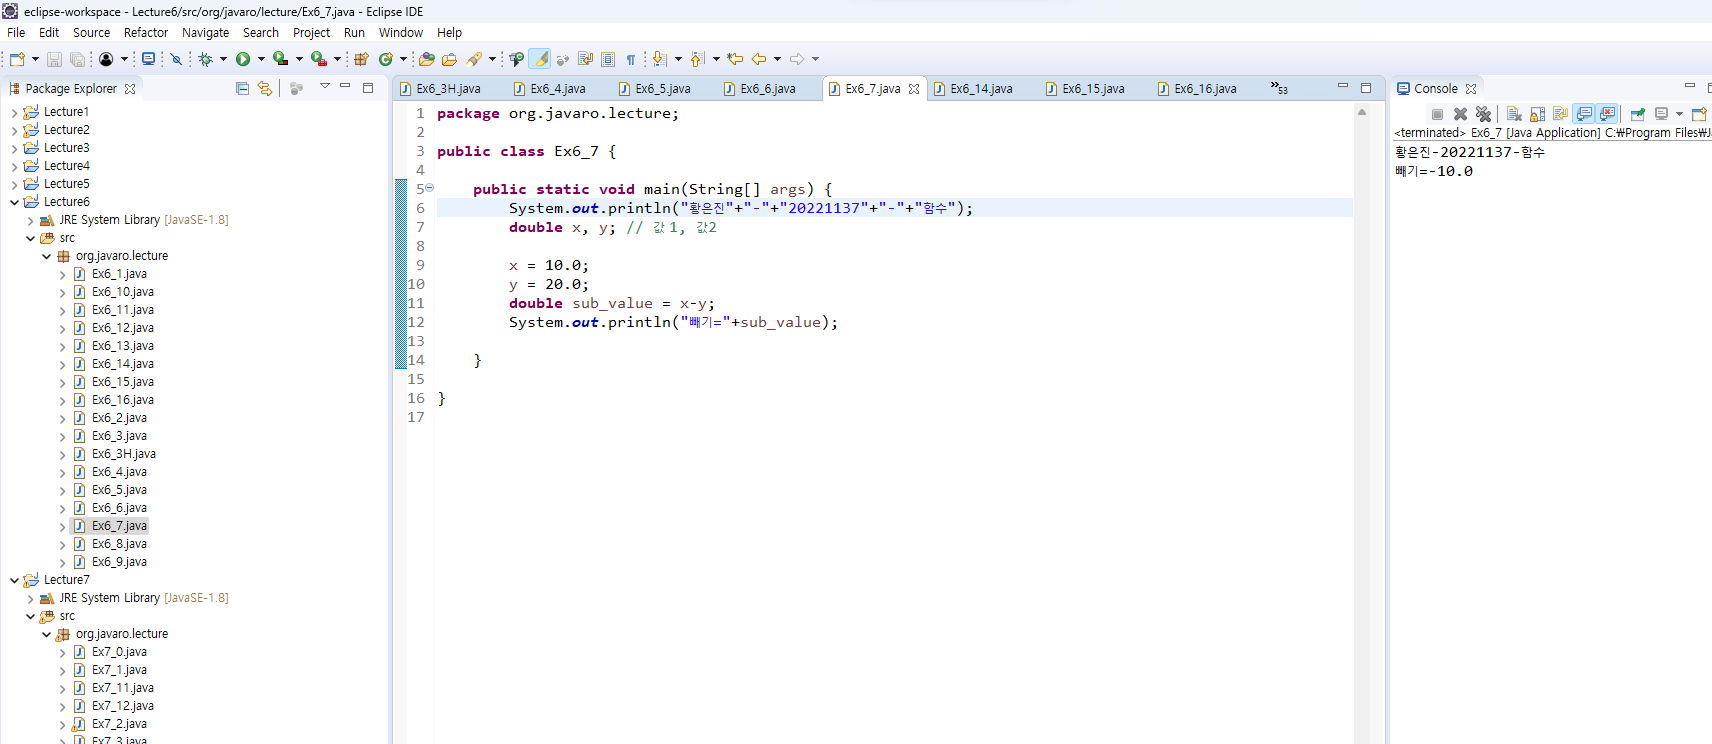 eclipse-workspace - Lecture6/src/org/javaro/lecture/Ex6_7.java - Eclipse IDE
File Edit Source Refactor Navigate Search Project Run Window Help
Package Explorer
Lecture1
Lecture2
Lecture3
Lecture4
Lecture5
Lecture6
JRE System Library [JavaSE-1.8]
src
org.javaro.lecture
Ex6_1.java
Ex6_10.java
Ex6_11.java
Ex6_12.java
Ex6_13.java
Ex6_14.java
Ex6_15.java
Ex6_16.java
Ex6_2.java
Ex6_3.java
Ex6_3H.java
Ex6_4.java
Ex6_5.java
Ex6_6.java
Ex6_7.java
Ex6_8.java
Ex6_9.java
Lecture7
JRE System Library [JavaSE-1.8]
src
org.javaro.lecture
Ex7_0.java
Ex7_1.java
Ex7_11.java
Ex7_12.java
Ex7_2.java
Ex7_3.java
Ex6_3H.java Ex6_4.java Ex6_5.java Ex6_6.java Ex6_7.java Ex6_14.java Ex6_15.java Ex6_16.java »53
1 package org.javaro.lecture;
2
3 public class Ex6_7 {
4
5 public static void main(String[] args) {
6 System.out.println("황은진"+"-"+"20221137"+"-"+"함수");
7 double x, y; // 값1, 값2
8
9 x = 10.0;
10 y = 20.0;
11 double sub_value = x-y;
12 System.out.println("빼기="+sub_value);
13
14 }
15
16 }
17
Console
<terminated> Ex6_7 [Java Application] C:₩Program Files₩J
황은진-20221137-함수
빼기=-10.0